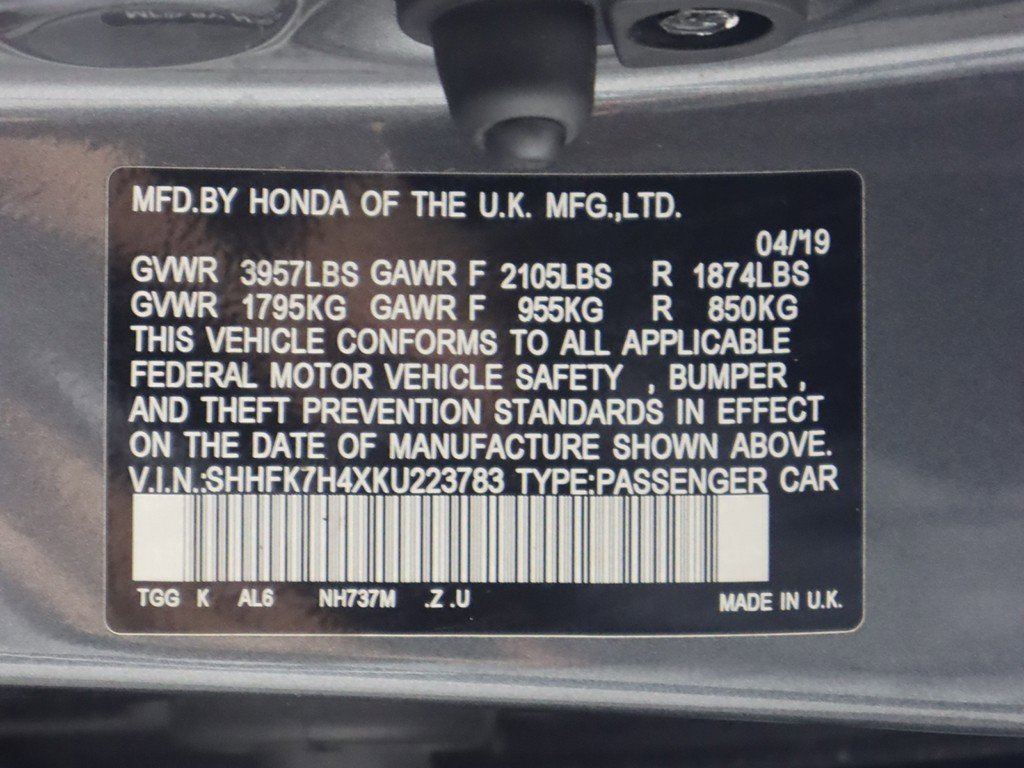 MFD.BY HONDA OF THE U.K. MFG.,LTD.
04/'19
GVWR 3957LBS GAWR F 2105LBS R 1874LBS
GVWR 1795KG GAWR F 955KG R 850KG
THIS VEHICLE CONFORMS TO ALL APPLICABLE
FEDERAL MOTOR VEHICLE SAFETY , BUMPER ,
AND THEFT PREVENTION STANDARDS IN EFFECT
ON THE DATE OF MANUFACTURE SHOWN ABOVE.
V.I.N.:SHHFK7H4XKU223783 TYPE:PASSENGER CAR
TGG K AL6 NH737M .Z .U MADE IN U.K.